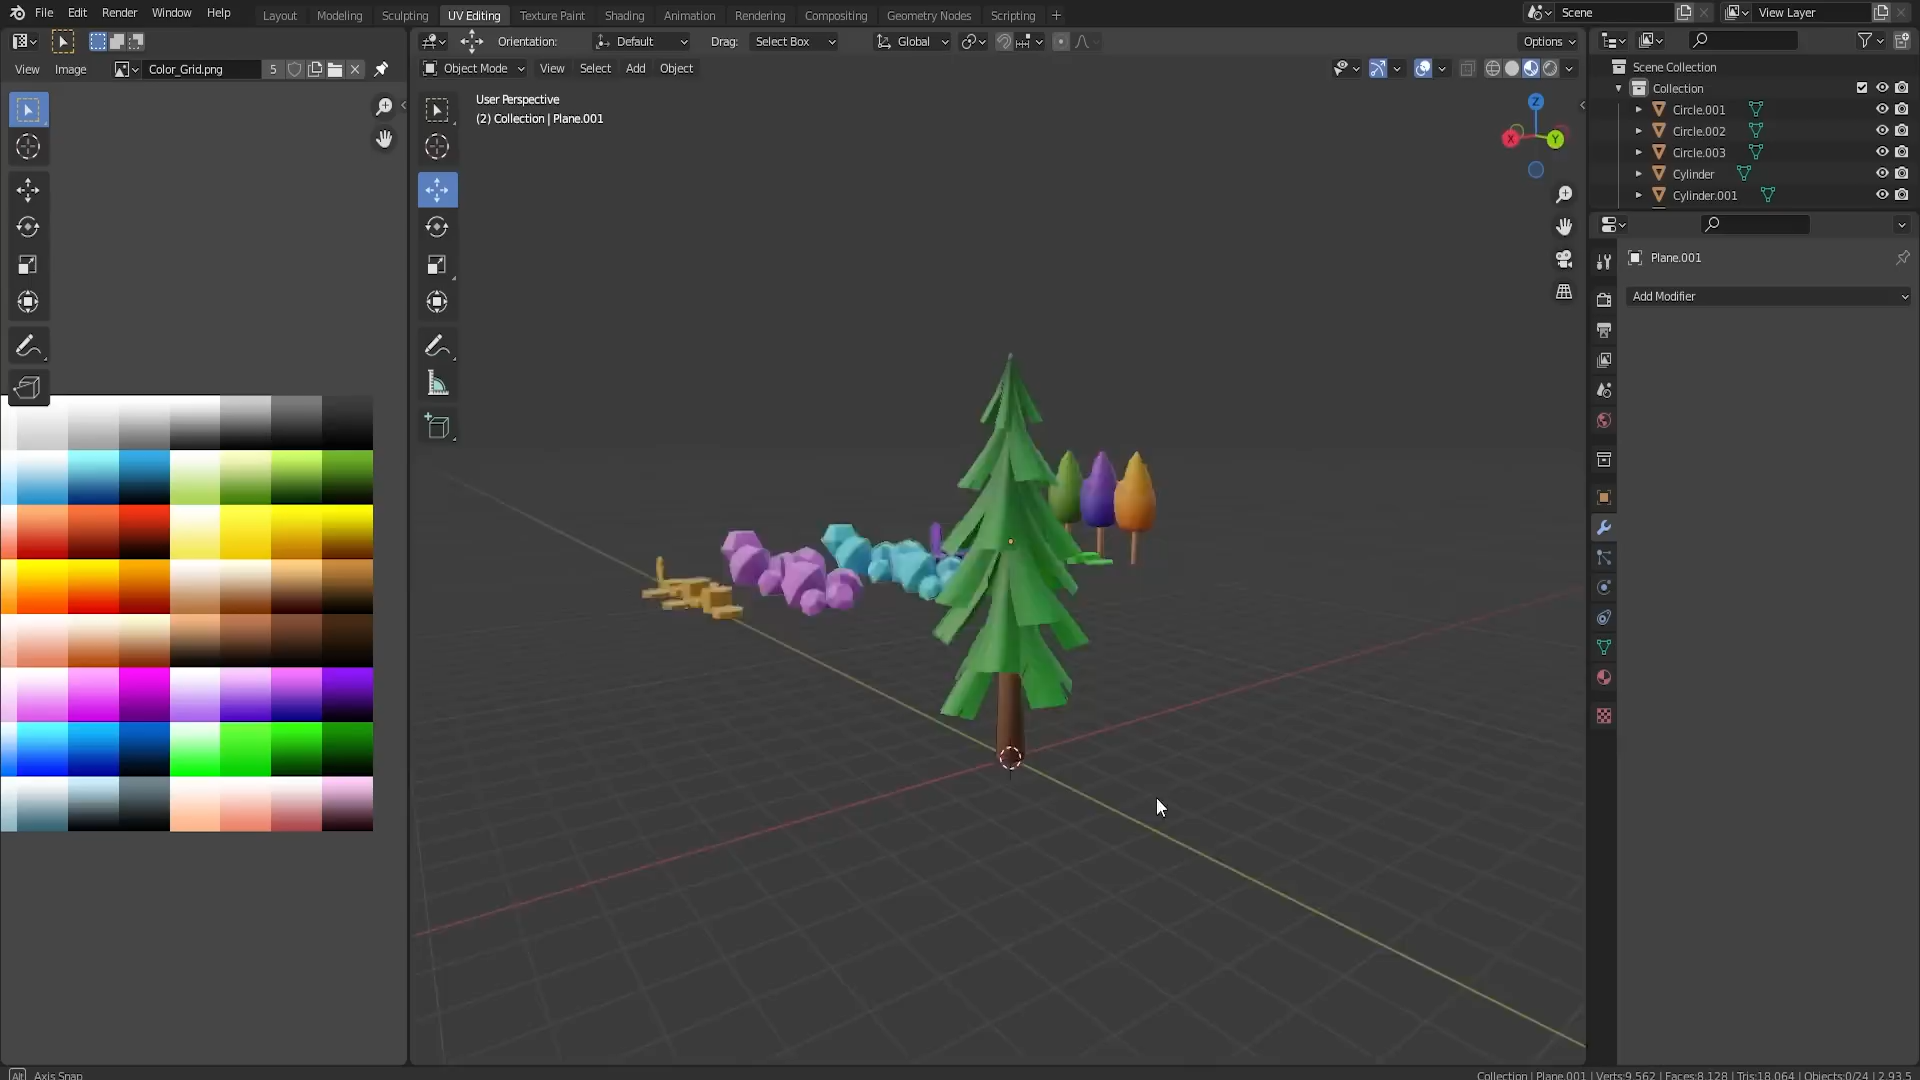 File Edit Render Window Help
Layout Modeling Sculpting UV Editing Texture Paint Shading Animation Rendering Compositing Geometry Nodes Scripting +
Scene
View Layer
Orientation: Default Drag: Select Box
Global
Options
View Image Color_Grid.png 5
Object Mode View Select Add Object
User Perspective
(2) Collection | Plane.001
Z
X
Y
Scene Collection
Collection
Circle.001
Circle.002
Circle.003
Cylinder
Cylinder.001
Plane.001
Add Modifier
Alt Axis Snap
Collection | Plane.001 | Verts:9,562 | Faces:8,128 | Tris:18,064 | Objects:0/24 | 2.93.5